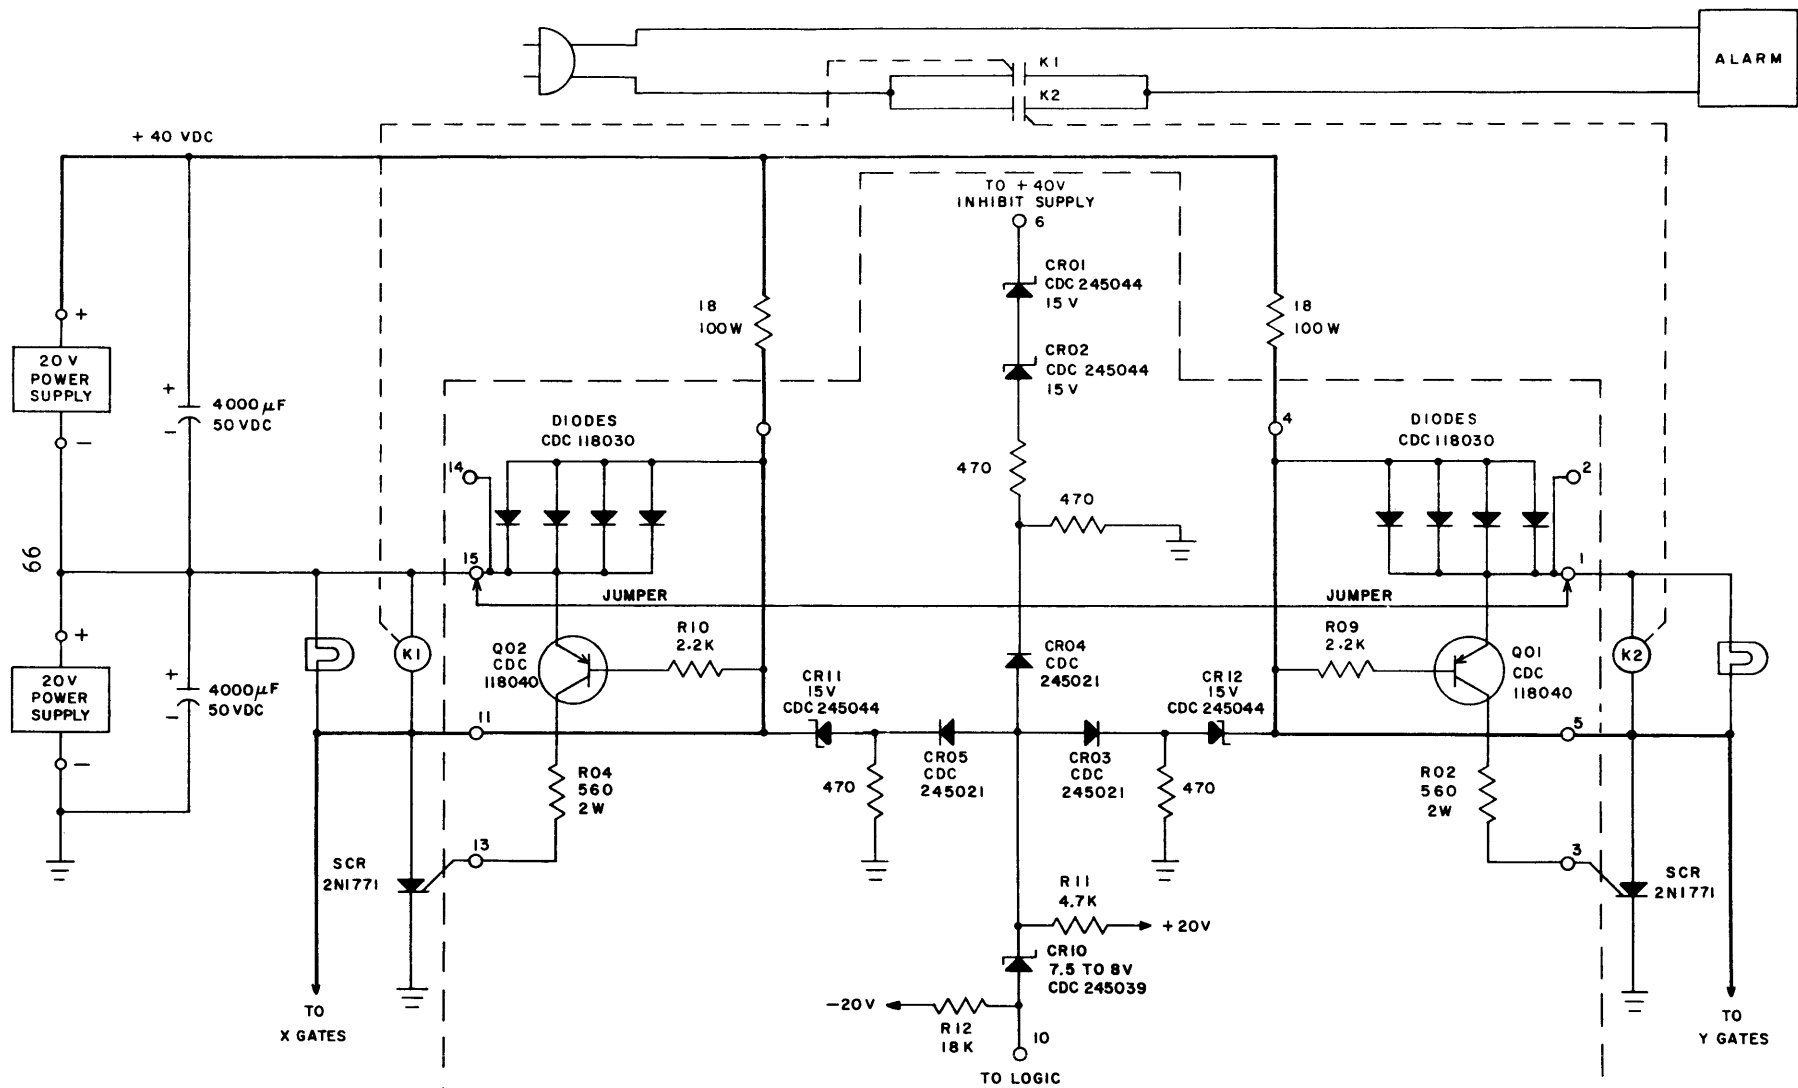 K1
K2
ALARM
+ 40 VDC
TO + 40V
INHIBIT SUPPLY
6
CR01
CDC 245044
15 V
18
100W
18
100W
CR02
CDC 245044
15 V
+
20 V
POWER
SUPPLY
−
+
4000 µF
50 VDC
−
DIODES
CDC 118030
4
DIODES
CDC 118030
14
470
470
2
66
15
1
JUMPER
JUMPER
+
20V
POWER
SUPPLY
−
+
4000 µF
50VDC
−
K1
Q02
CDC
118040
R10
2.2K
CR04
CDC
245021
R09
2.2K
Q01
CDC
118040
K2
CR11
15V
CDC 245044
CR12
15V
CDC 245044
11
5
CR05
CDC
245021
CR03
CDC
245021
R04
560
2W
470
470
R02
560
2W
13
3
SCR
2N1771
SCR
2N1771
R11
4.7K
+20V
CR10
7.5 TO 8V
CDC 245039
−20V
R12
18K
10
TO
X GATES
TO
Y GATES
TO LOGIC